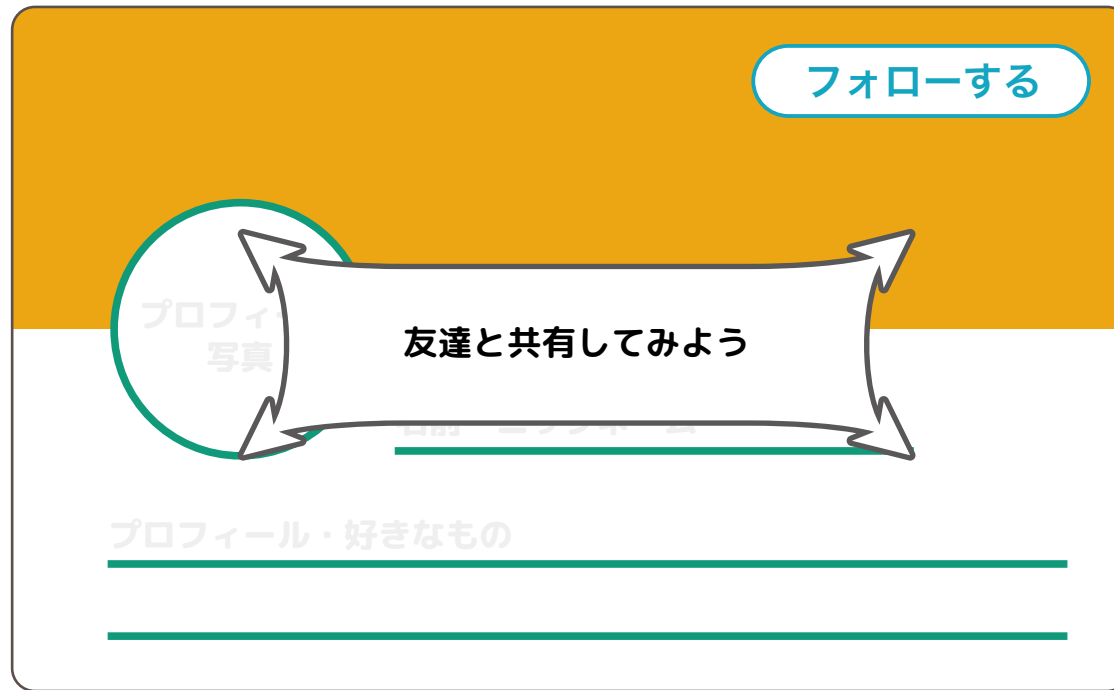 フォローする
プロフィー
写真
友達と共有してみよう
プロフィール・好きなもの